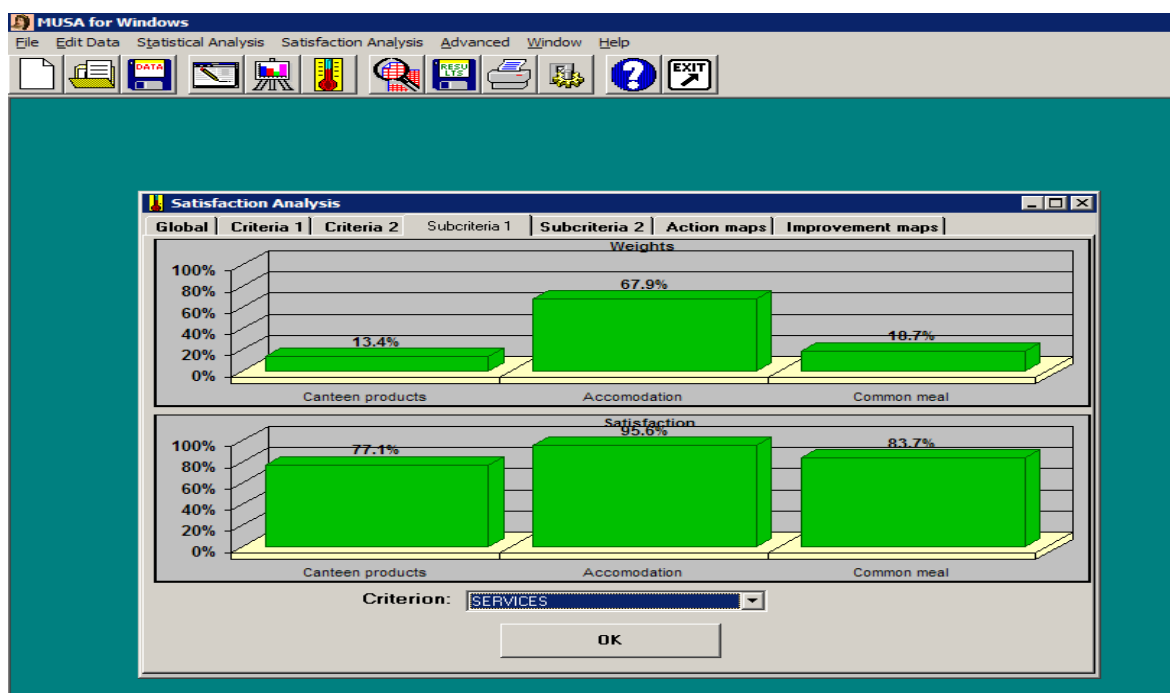 MUSA for Windows
File Edit Data Statistical Analysis Satisfaction Analysis Advanced Window Help
DATA RESU LTS ? EXIT
Satisfaction Analysis
Global Criteria 1 Criteria 2 Subcriteria 1 Subcriteria 2 Action maps Improvement maps
Weights
100%
80%
60%
40%
20%
0%
13.4% 67.9% 18.7%
Canteen products Accomodation Common meal
Satisfaction
100%
80%
60%
40%
20%
0%
77.1% 95.6% 83.7%
Canteen products Accomodation Common meal
Criterion: SERVICES
OK